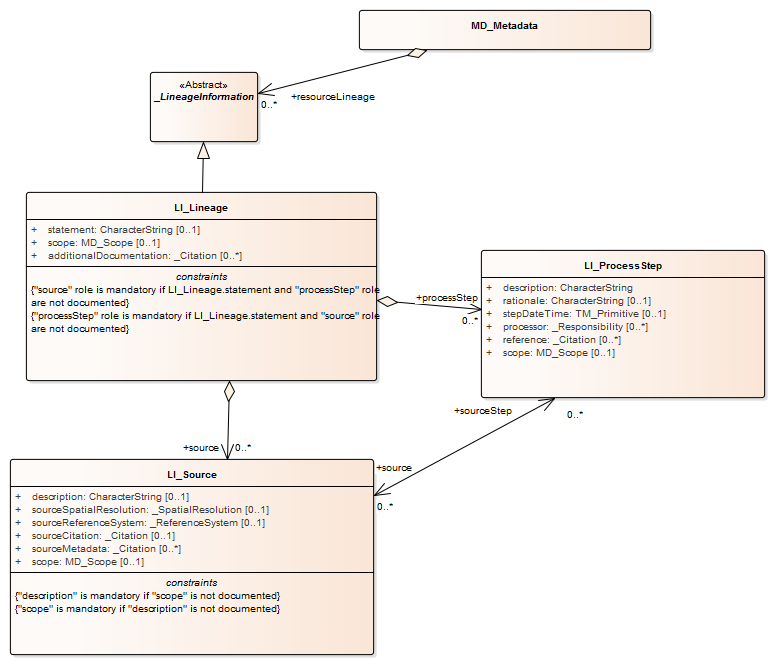 MD_Metadata
«Abstract»
_LineageInformation
0..*
+resourceLineage
LI_Lineage
+ statement: CharacterString [0..1]
+ scope: MD_Scope [0..1]
+ additionalDocumentation: _Citation [0..*]
constraints
{"source" role is mandatory if LI_Lineage.statement and "processStep" role
are not documented}
{"processStep" role is mandatory if LI_Lineage.statement and "source" role
are not documented}
+processStep
0..*
LI_ProcessStep
+ description: CharacterString
+ rationale: CharacterString [0..1]
+ stepDateTime: TM_Primitive [0..1]
+ processor: _Responsibility [0..*]
+ reference: _Citation [0..*]
+ scope: MD_Scope [0..1]
+sourceStep
0..*
+source
0..*
+source
0..*
LI_Source
+ description: CharacterString [0..1]
+ sourceSpatialResolution: _SpatialResolution [0..1]
+ sourceReferenceSystem: _ReferenceSystem [0..1]
+ sourceCitation: _Citation [0..1]
+ sourceMetadata: _Citation [0..*]
+ scope: MD_Scope [0..1]
constraints
{"description" is mandatory if "scope" is not documented}
{"scope" is mandatory if "description" is not documented}